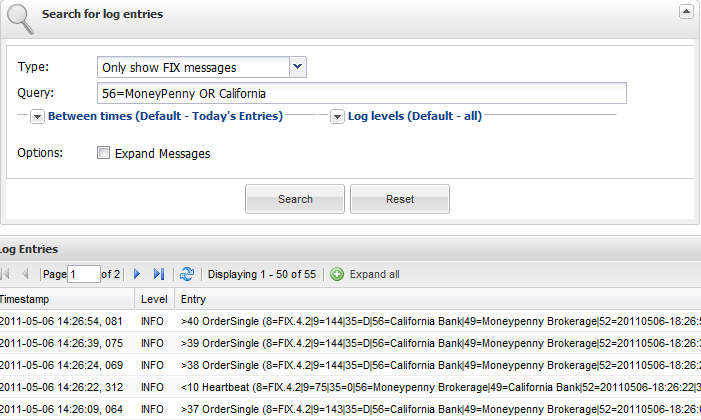 Search for log entries
Type: Only show FIX messages
Query: 56=MoneyPenny OR California
Between times (Default - Today's Entries) Log levels (Default - all)
Options: Expand Messages
Search Reset
Log Entries
Page 1 of 2 Displaying 1 - 50 of 55 Expand all
Timestamp Level Entry
2011-05-06 14:26:54, 081 INFO >40 OrderSingle (8=FIX.4.2|9=144|35=D|56=California Bank|49=Moneypenny Brokerage|52=20110506-18:26:5
2011-05-06 14:26:39, 075 INFO >39 OrderSingle (8=FIX.4.2|9=144|35=D|56=California Bank|49=Moneypenny Brokerage|52=20110506-18:26:3
2011-05-06 14:26:24, 069 INFO >38 OrderSingle (8=FIX.4.2|9=144|35=D|56=California Bank|49=Moneypenny Brokerage|52=20110506-18:26:2
2011-05-06 14:26:22, 312 INFO <10 Heartbeat (8=FIX.4.2|9=75|35=0|56=Moneypenny Brokerage|49=California Bank|52=20110506-18:26:22|3
2011-05-06 14:26:09, 064 INFO >37 OrderSingle (8=FIX.4.2|9=143|35=D|56=California Bank|49=Moneypenny Brokerage|52=20110506-18:26:0